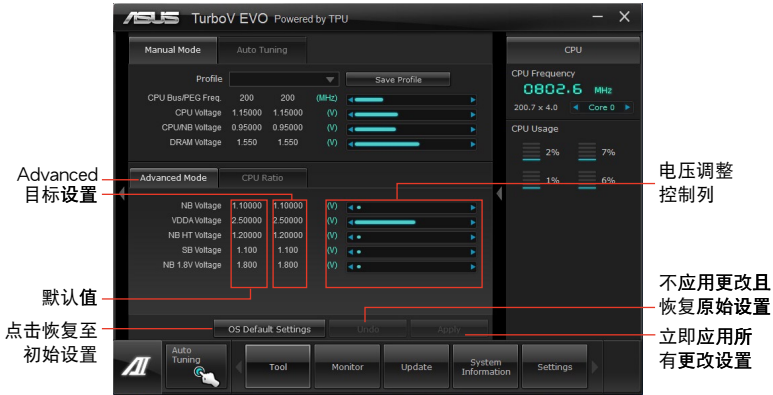 ASUS TurboV EVO Powered by TPU
Manual Mode Auto Tuning
Profile Save Profile
CPU Bus/PEG Freq. 200 200 (MHz)
CPU Voltage 1.15000 1.15000 (V)
CPU/NB Voltage 0.95000 0.95000 (V)
DRAM Voltage 1.550 1.550 (V)
CPU
CPU Frequency
0802.6 MHz
200.7 x 4.0 Core 0
CPU Usage
2% 7%
1% 6%
Advanced
目标设置
Advanced Mode CPU Ratio
NB Voltage 1.10000 1.10000 (V)
VDDA Voltage 2.50000 2.50000 (V)
NB HT Voltage 1.20000 1.20000 (V)
SB Voltage 1.100 1.100 (V)
NB 1.8V Voltage 1.800 1.800 (V)
电压调整
控制列
默认值
点击恢复至
初始设置
不应用更改且
恢复原始设置
立即应用所
有更改设置
OS Default Settings Undo Apply
AI
Auto
Tuning
Tool Monitor Update
System
Information
Settings